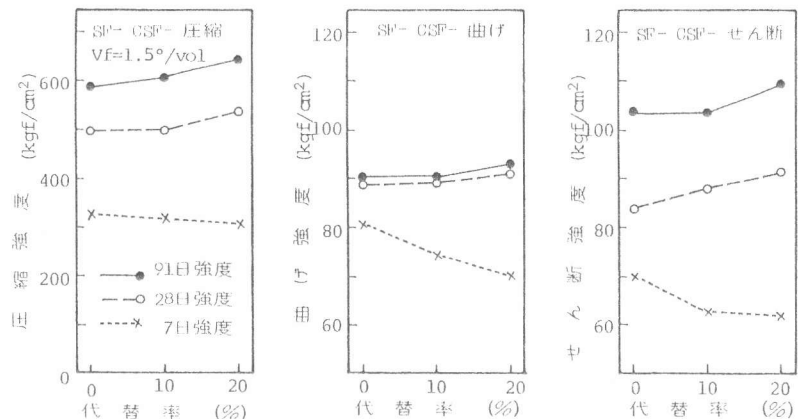 SF- CSF- 圧縮
Vf=1.5°/vol
圧縮強度 (kgf/cm²)
600
400
200
0
91日強度
28日強度
7日強度
0 10 20
代替率 (%)
SF- CSF- 曲げ
曲げ強度 (kgf/cm²)
120
100
80
60
0 10 20
代替率 (%)
SF- CSF- せん断
せん断強度 (kgf/cm²)
120
100
80
60
0 10 20
代替率 (%)